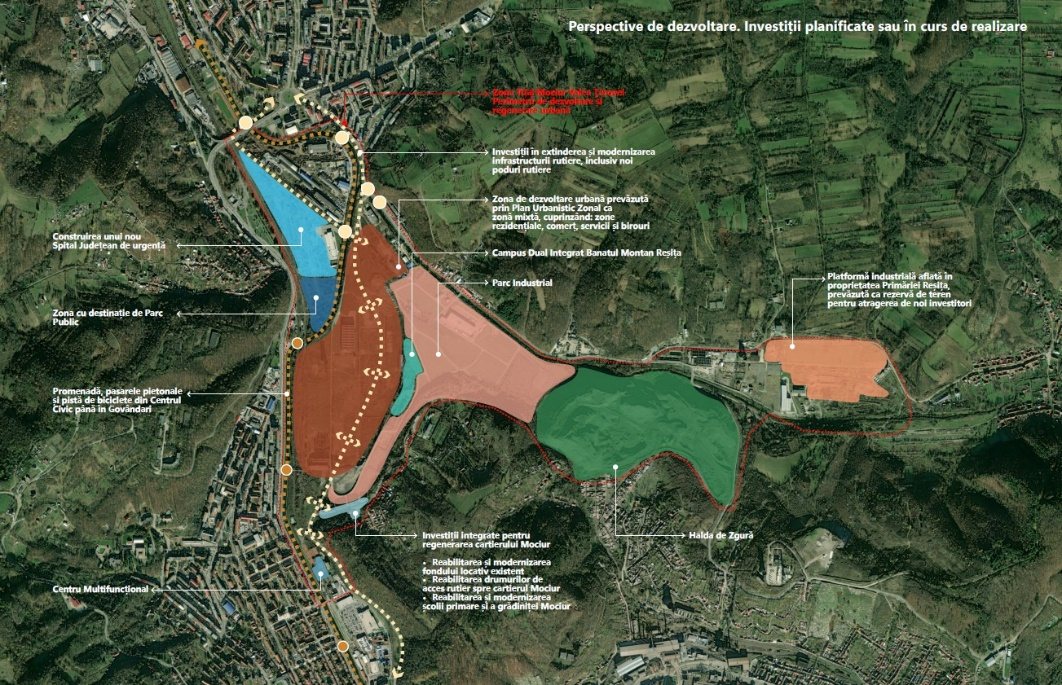 Perspective de dezvoltare. Investiții planificate sau în curs de realizare
Zona
Perimetru de dezvoltare și
regenerare urbană
Investiții în extinderea și modernizarea
infrastructurii rutiere, inclusiv noi
poduri rutiere
Zona de dezvoltare urbană prevăzută
prin Plan Urbanistic Zonal ca
zonă mixtă, cuprinzând: zone
rezidențiale, comerț, servicii și birouri
Construirea unui nou
Spital Județean de urgență
Campus Dual Integrat Banatul Montan Reșița
Parc Industrial
Platformă industrială aflată în
proprietatea Primăriei Reșița,
prevăzută ca rezervă de teren
pentru atragerea de noi investitori
Zona cu destinație de Parc
Public
Promenadă, pasarele pietonale
și pistă de biciclete din Centrul
Civic până în Govândari
Investiții integrate pentru
regenerarea cartierului Mociur
• Reabilitarea și modernizarea
fondului locativ existent
• Reabilitarea drumurilor de
acces rutier spre cartierul Mociur
• Reabilitarea și modernizarea
școlii primare și a grădiniței Mociur
Halda de Zgură
Centru Multifuncțional